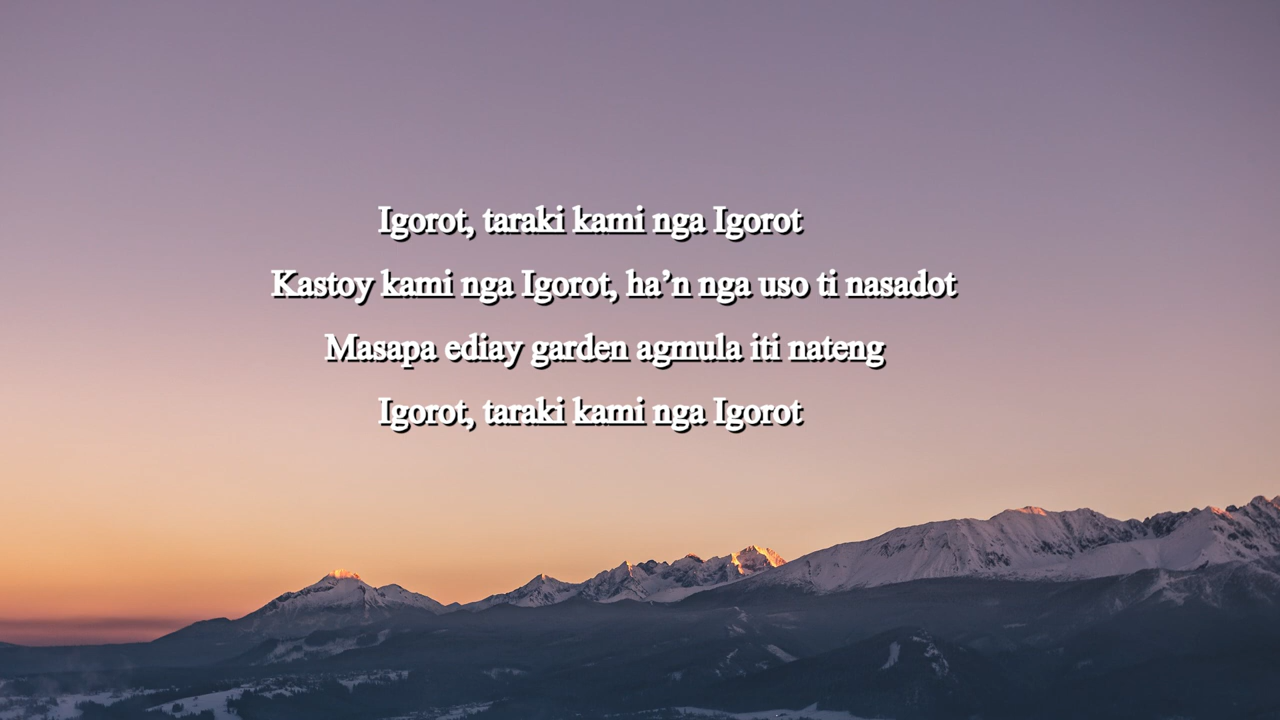 Igorot, taraki kami nga Igorot
Kastoy kami nga Igorot, ha’n nga uso ti nasadot
Masapa ediay garden agmula iti nateng
Igorot, taraki kami nga Igorot